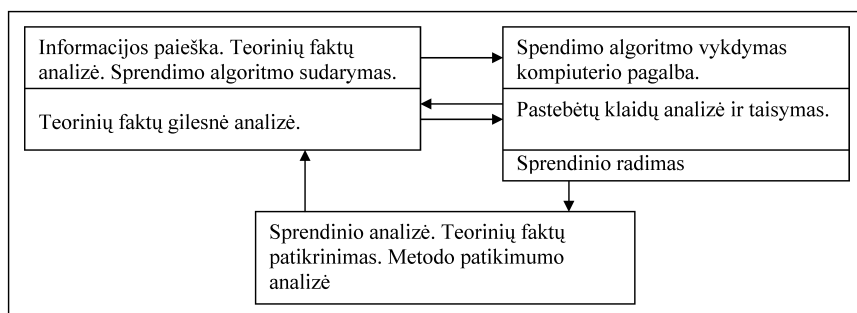 Informacijos paieška. Teorinių faktų
analizė. Sprendimo algoritmo sudarymas.
Teorinių faktų gilesnė analizė.
Spendimo algoritmo vykdymas
kompiuterio pagalba.
Pastebėtų klaidų analizė ir taisymas.
Sprendinio radimas
Sprendinio analizė. Teorinių faktų
patikrinimas. Metodo patikimumo
analizė